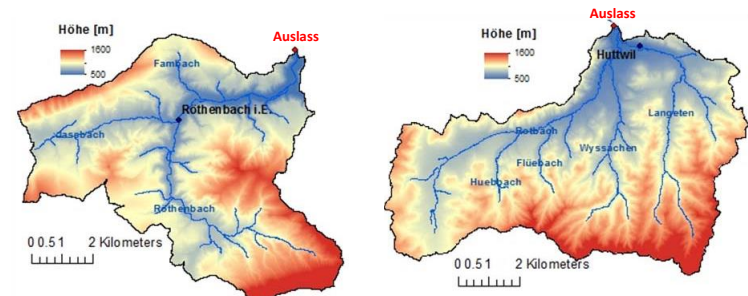 Auslass
Höhe [m]
1600
500
Fambach
Röthenbach i.E.
Jassbach
Röthenbach
0 0.5 1 2 Kilometers
Auslass
Höhe [m]
1600
500
Huttwil
Langeten
Rotbach
Wyssachen
Flüebach
Huebbach
0 0.5 1 2 Kilometers